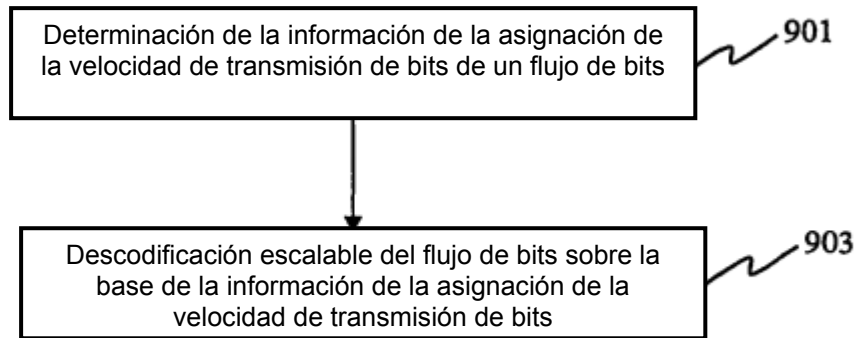 Determinación de la información de la asignación de
la velocidad de transmisión de bits de un flujo de bits
901
Descodificación escalable del flujo de bits sobre la
base de la información de la asignación de la
velocidad de transmisión de bits
903